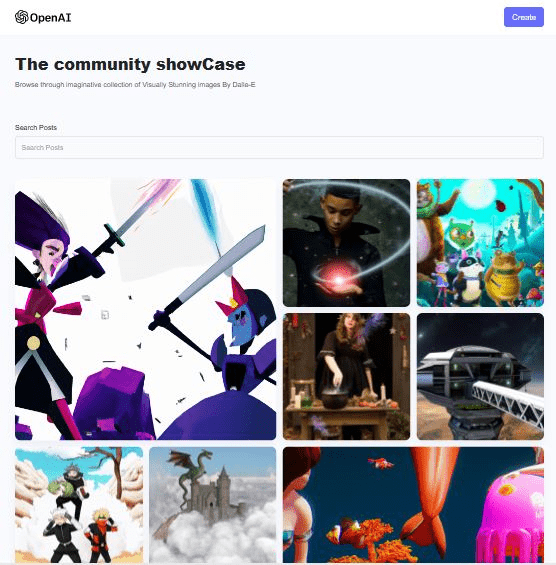 OpenAI
Create
The community showCase
Browse through imaginative collection of Visually Stunning images By Dalle-E
Search Posts
Search Posts